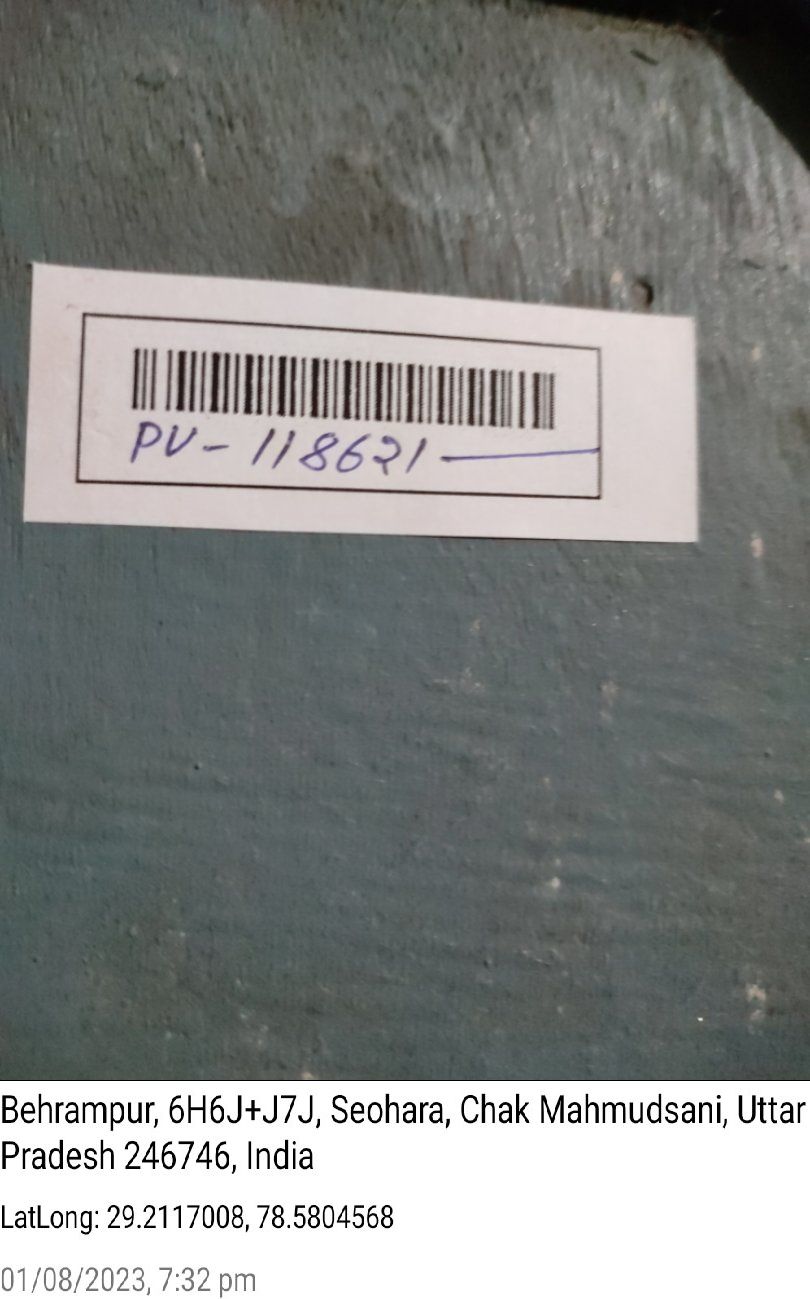 PV-118621
Behrampur, 6H6J+J7J, Seohara, Chak Mahmudsani, Uttar
Pradesh 246746, India
LatLong: 29.2117008, 78.5804568
01/08/2023, 7:32 pm